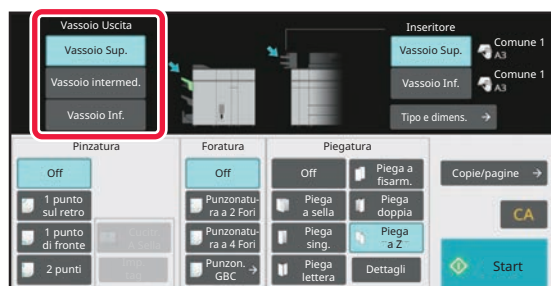 Vassoio Uscita
Vassoio Sup.
Vassoio intermed.
Vassoio Inf.
Inseritore
Vassoio Sup.
Comune 1
A3
Vassoio Inf.
Comune 1
A3
Tipo e dimens.
Pinzatura
Off
1 punto
sul retro
1 punto
di fronte
2 punti
Foratura
Off
Punzonatu-
ra a 2 Fori
Punzonatu-
ra a 4 Fori
Punzon.
GBC
Piegatura
Off
Piega a
fisarm.
Piega
a sella
Piega
doppia
Piega
sing.
Piega
a Z
Piega
lettera
Dettagli
Copie/pagine
CA
Start